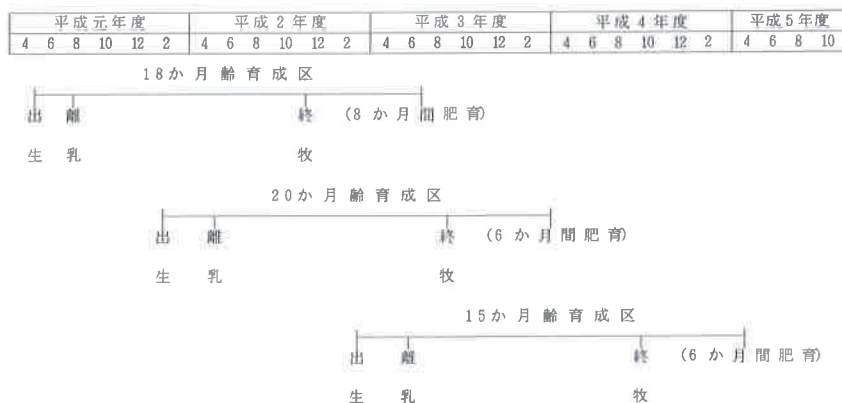 平成元年度 平成2年度 平成3年度 平成4年度 平成5年度
4 6 8 10 12 2 4 6 8 10 12 2 4 6 8 10 12 2 4 6 8 10 12 2 4 6 8 10
18か月齢育成区
出 離 終 (8か月間肥育)
生 乳 牧
20か月齢育成区
出 離 終 (6か月間肥育)
生 乳 牧
15か月齢育成区
出 離 終 (6か月間肥育)
生 乳 牧